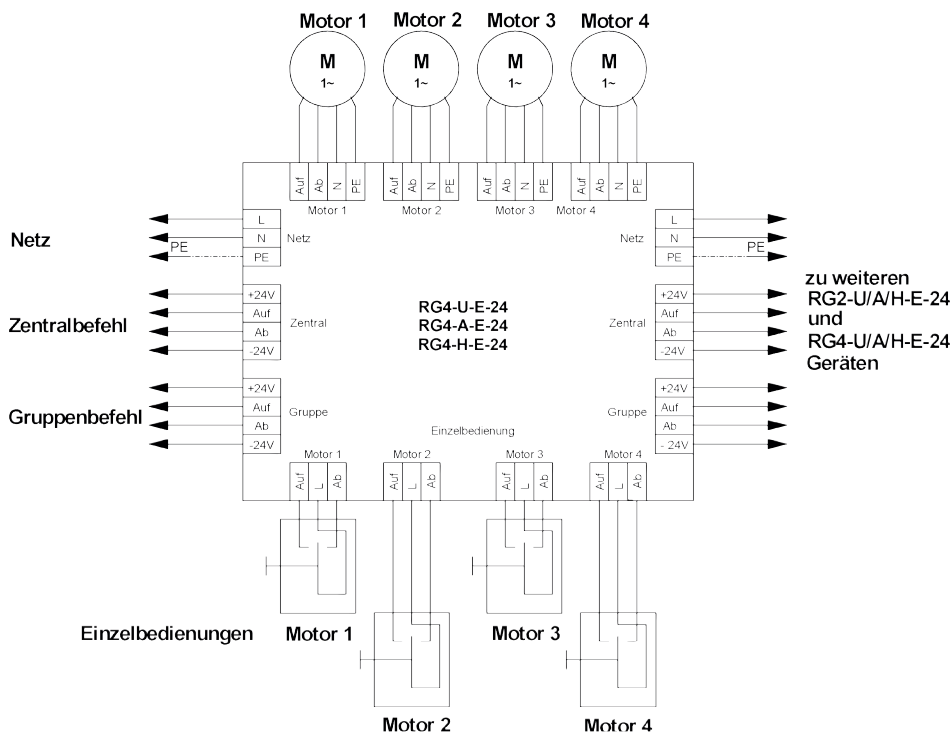 Motor 1
Motor 2
Motor 3
Motor 4
M
1~
M
1~
M
1~
M
1~
Auf Ab N PE
Auf Ab N PE
Auf Ab N PE
Auf Ab N PE
Motor 1
Motor 2
Motor 3
Motor 4
Netz
PE
L
N
PE
Netz
Netz
L
N
PE
PE
Zentralbefehl
+24V
Auf
Ab
-24V
Zentral
RG4-U-E-24
RG4-A-E-24
RG4-H-E-24
Zentral
+24V
Auf
Ab
-24V
zu weiteren
RG2-U/A/H-E-24
und
RG4-U/A/H-E-24
Geräten
Gruppenbefehl
+24V
Auf
Ab
-24V
Gruppe
Gruppe
+24V
Auf
Ab
- 24V
Einzelbedienung
Motor 1
Motor 2
Motor 3
Motor 4
Auf L Ab
Auf L Ab
Auf L Ab
Auf L Ab
Einzelbedienungen
Motor 1
Motor 3
Motor 2
Motor 4